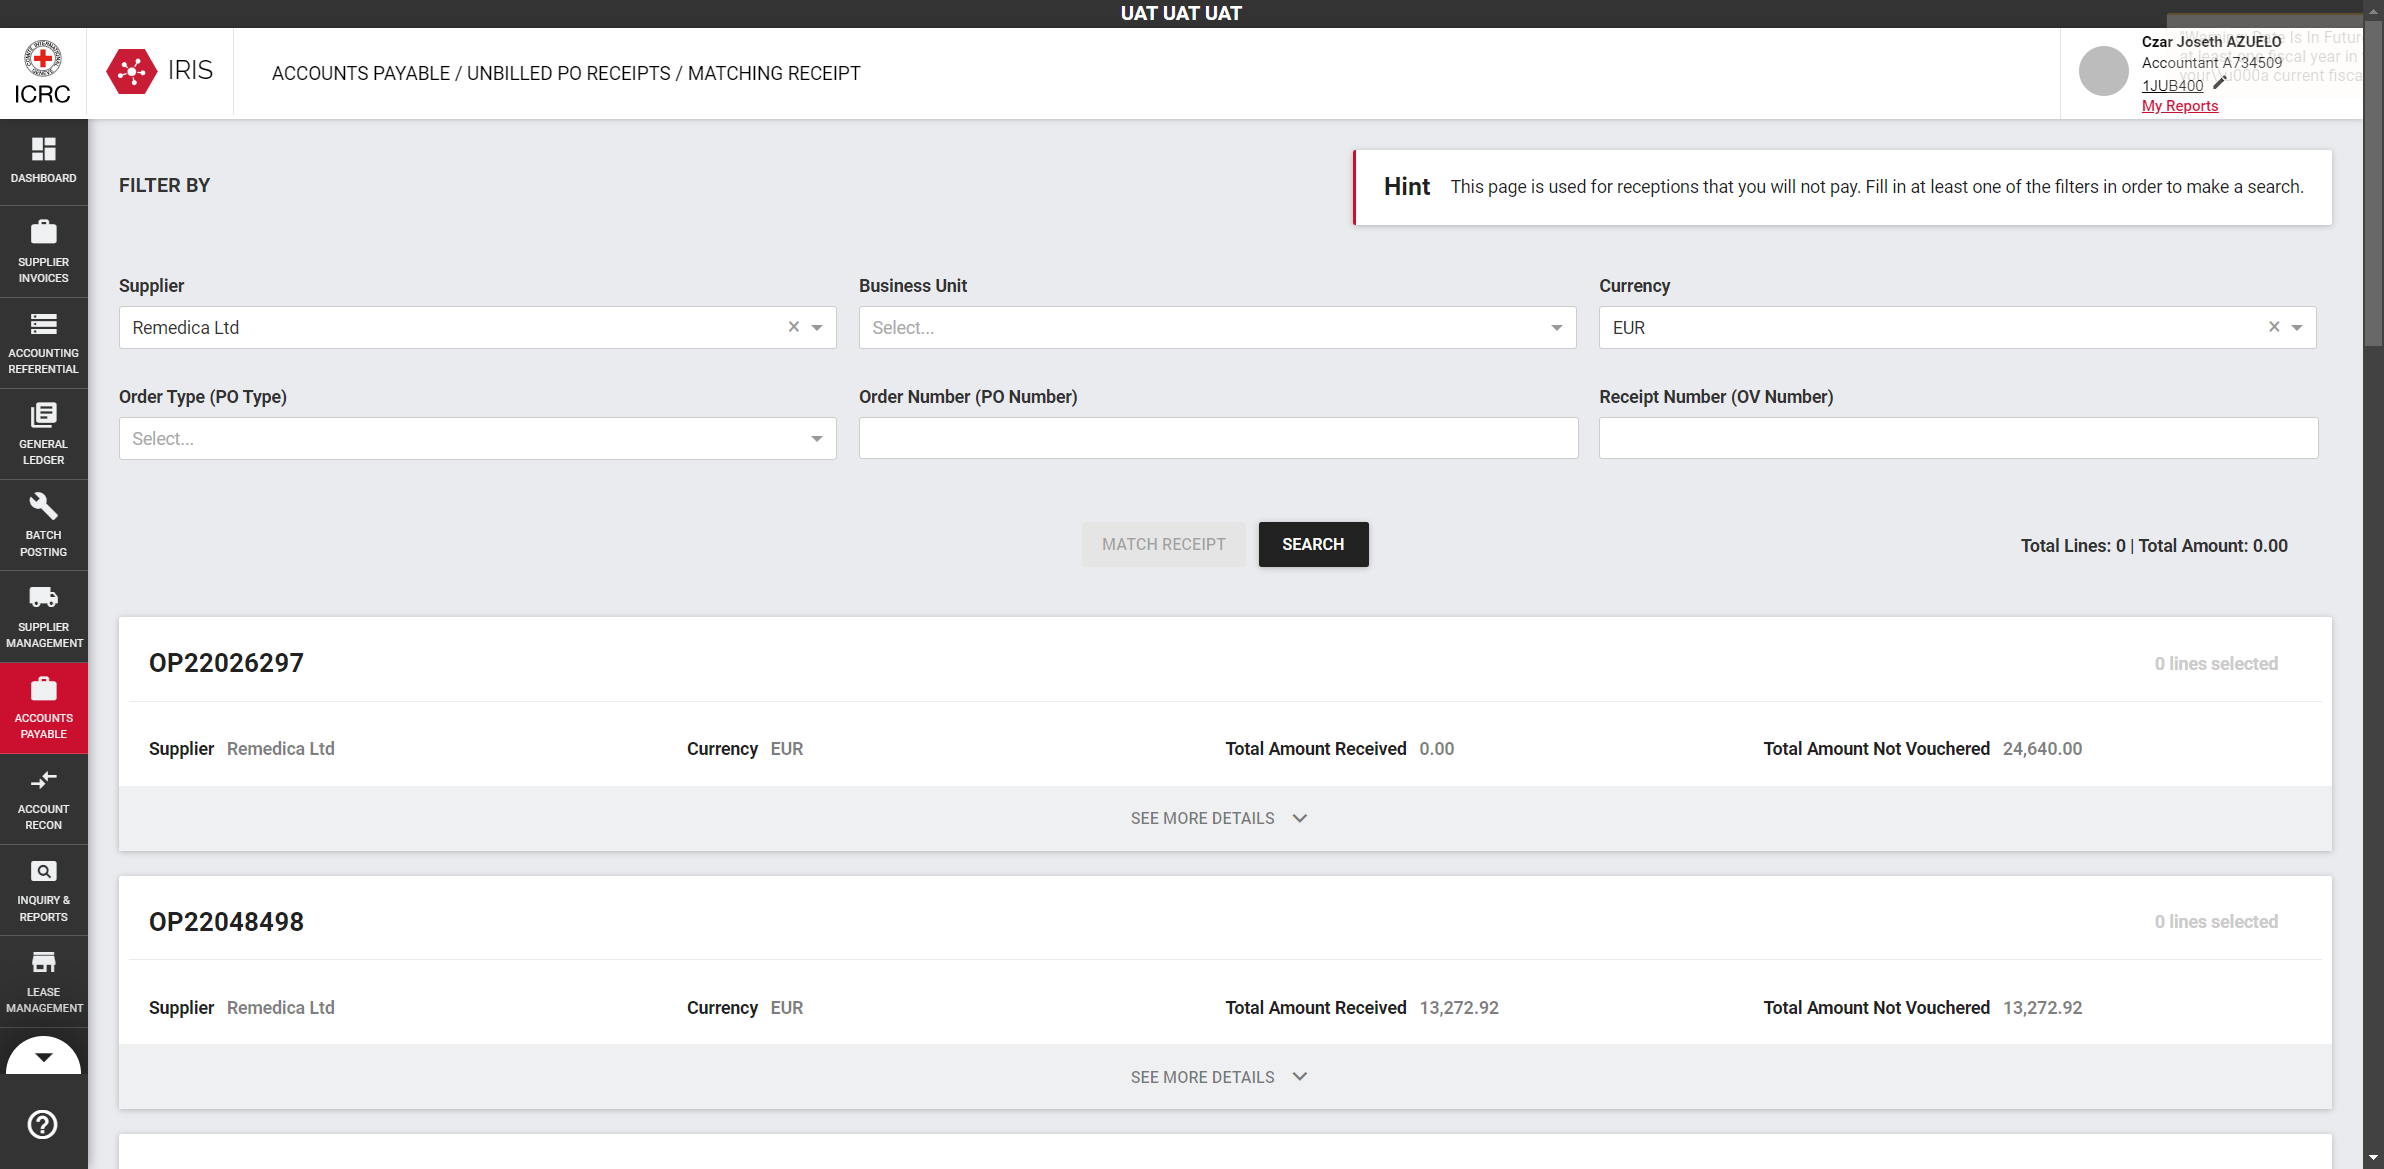 UAT UAT UAT
ICRC
IRIS
ACCOUNTS PAYABLE / UNBILLED PO RECEIPTS / MATCHING RECEIPT
Czar Joseth AZUELO
Accountant A734509
1JUB400
My Reports
DASHBOARD
SUPPLIER
INVOICES
ACCOUNTING
REFERENTIAL
GENERAL
LEDGER
BATCH
POSTING
SUPPLIER
MANAGEMENT
ACCOUNTS
PAYABLE
ACCOUNT
RECON
INQUIRY &
REPORTS
LEASE
MANAGEMENT
FILTER BY
Hint This page is used for receptions that you will not pay. Fill in at least one of the filters in order to make a search.
Supplier Business Unit Currency
Remedica Ltd Select... EUR
Order Type (PO Type) Order Number (PO Number) Receipt Number (OV Number)
Select...
MATCH RECEIPT SEARCH Total Lines: 0 | Total Amount: 0.00
OP22026297 0 lines selected
Supplier Remedica Ltd Currency EUR Total Amount Received 0.00 Total Amount Not Vouchered 24,640.00
SEE MORE DETAILS
OP22048498 0 lines selected
Supplier Remedica Ltd Currency EUR Total Amount Received 13,272.92 Total Amount Not Vouchered 13,272.92
SEE MORE DETAILS